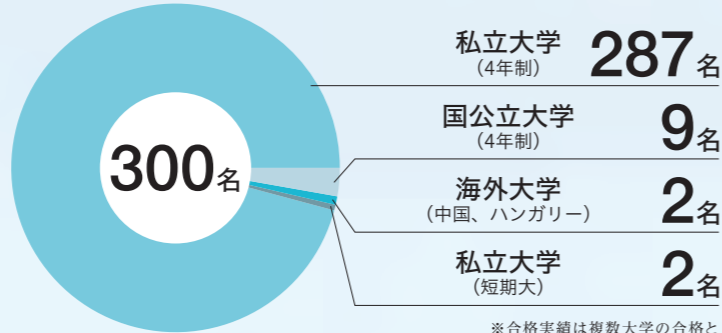 300名
私立大学
(4年制)
287名
国公立大学
(4年制)
9名
海外大学
(中国、ハンガリー)
2名
私立大学
(短期大)
2名
※合格実績は複数大学の合格と